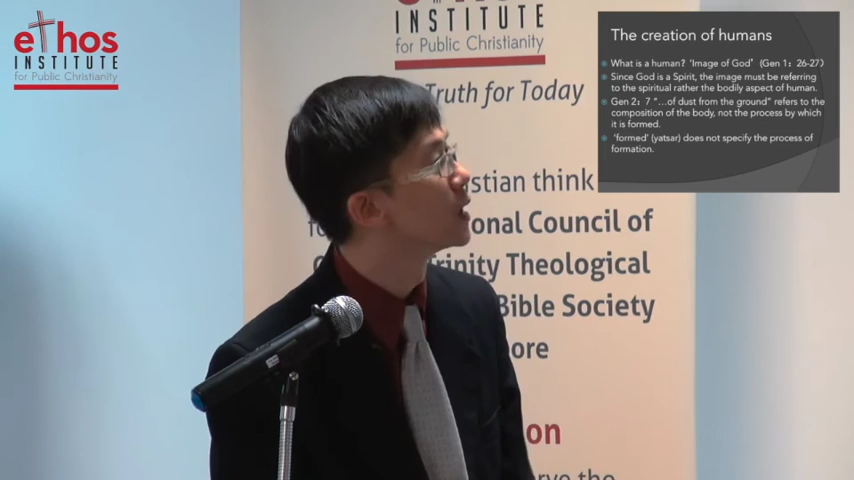 ethos
INSTITUTE
for Public Christianity
INSTITUTE
for Public Christianity
Truth for Today
stian think
onal Council of
rinity Theological
Bible Society
ore
on
erve the
The creation of humans
What is a human? 'Image of God' (Gen 1: 26-27)
Since God is a Spirit, the image must be referring
to the spiritual rather the bodily aspect of human.
Gen 2: 7 "...of dust from the ground" refers to the
composition of the body, not the process by which
it is formed.
'formed' (yatsar) does not specify the process of
formation.